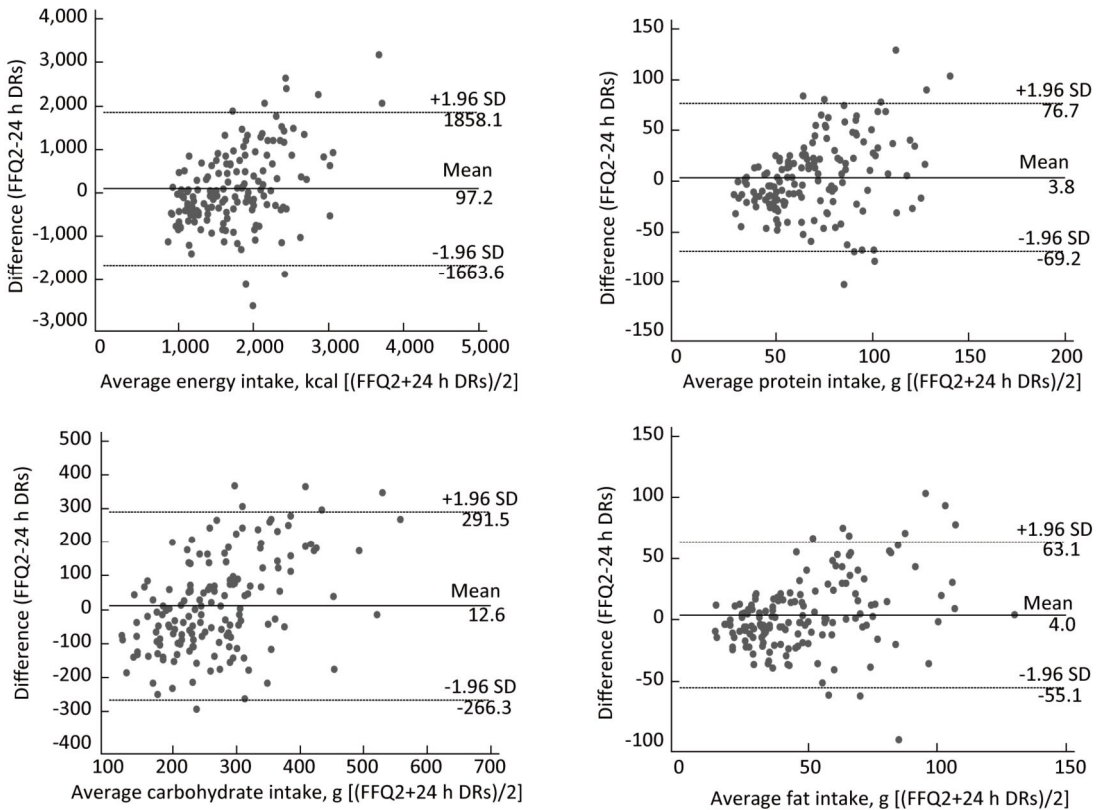 4,000
3,000
2,000
1,000
0
-1,000
-2,000
-3,000
Difference (FFQ2-24 h DRs)
+1.96 SD
1858.1
Mean
97.2
-1.96 SD
-1663.6
0 1,000 2,000 3,000 4,000 5,000
Average energy intake, kcal [(FFQ2+24 h DRs)/2]
150
100
50
0
-50
-100
-150
Difference (FFQ2-24 h DRs)
+1.96 SD
76.7
Mean
3.8
-1.96 SD
-69.2
0 50 100 150 200
Average protein intake, g [(FFQ2+24 h DRs)/2]
500
400
300
200
100
0
-100
-200
-300
-400
Difference (FFQ2-24 h DRs)
+1.96 SD
291.5
Mean
12.6
-1.96 SD
-266.3
100 200 300 400 500 600 700
Average carbohydrate intake, g [(FFQ2+24 h DRs)/2]
150
100
50
0
-50
-100
Difference (FFQ2-24 h DRs)
+1.96 SD
63.1
Mean
4.0
-1.96 SD
-55.1
0 50 100 150
Average fat intake, g [(FFQ2+24 h DRs)/2]